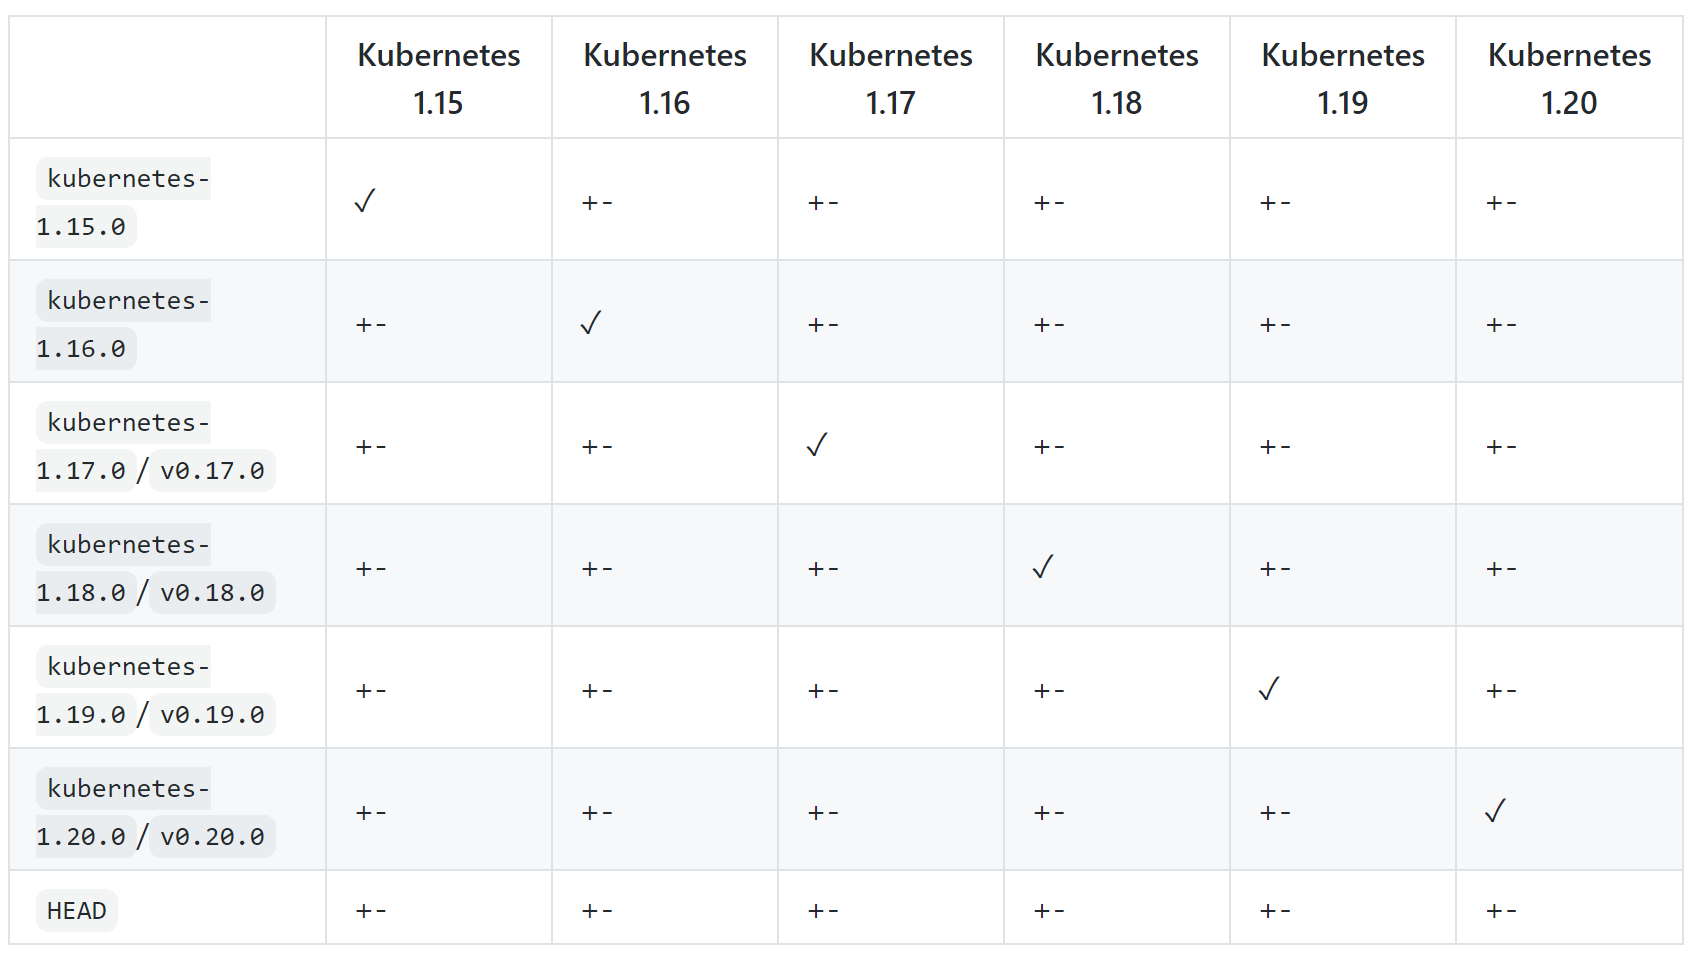 Kubernetes 1.15 Kubernetes 1.16 Kubernetes 1.17 Kubernetes 1.18 Kubernetes 1.19 Kubernetes 1.20
kubernetes-1.15.0 ✓ +- +- +- +- +-
kubernetes-1.16.0 +- ✓ +- +- +- +-
kubernetes-1.17.0/v0.17.0 +- +- ✓ +- +- +-
kubernetes-1.18.0/v0.18.0 +- +- +- ✓ +- +-
kubernetes-1.19.0/v0.19.0 +- +- +- +- ✓ +-
kubernetes-1.20.0/v0.20.0 +- +- +- +- +- ✓
HEAD +- +- +- +- +- +-